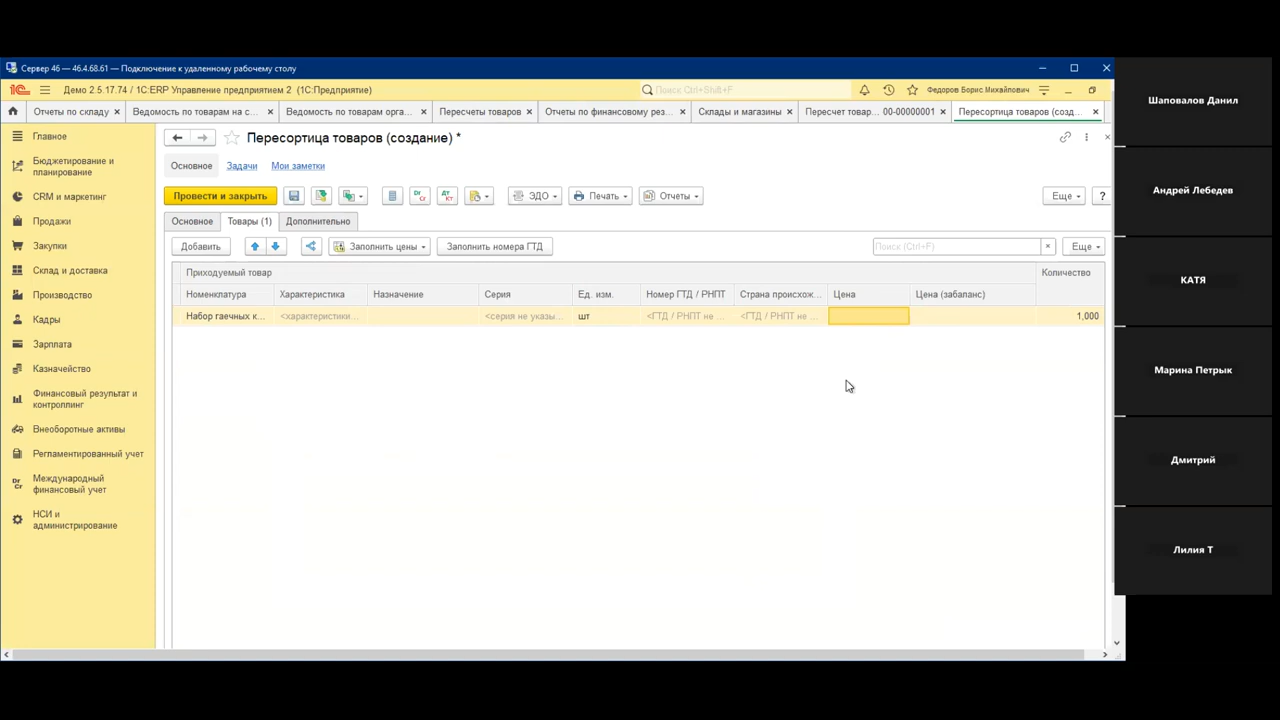 Сервер 46 — 46.4.68.61 — Подключение к удаленному рабочему столу
Демо 2.5.17.74 / 1С:ERP Управление предприятием 2 (1С:Предприятие)
Поиск Ctrl+Shift+F
Федоров Борис Михайлович
Отчеты по складу
Ведомость по товарам на с...
Ведомость по товарам орга...
Пересчеты товаров
Отчеты по финансовому рез...
Склады и магазины
Пересчет товар... 00-00000001
Пересортица товаров (созд...
Главное
Бюджетирование и
планирование
CRM и маркетинг
Продажи
Закупки
Склад и доставка
Производство
Кадры
Зарплата
Казначейство
Финансовый результат и
контроллинг
Внеоборотные активы
Регламентированный учет
Международный
финансовый учет
НСИ и
администрирование
Пересортица товаров (создание) *
Основное
Задачи
Мои заметки
Провести и закрыть
ЭДО
Печать
Отчеты
Еще
?
Основное
Товары (1)
Дополнительно
Добавить
Заполнить цены
Заполнить номера ГТД
Поиск (Ctrl+F)
Еще
Приходуемый товар
Количество
Номенклатура
Характеристика
Назначение
Серия
Ед. изм.
Номер ГТД / РНПТ
Страна происхож...
Цена
Цена (забаланс)
Набор гаечных к...
<характеристики...
<серия не указы...
шт
<ГТД / РНПТ не ...
<ГТД / РНПТ не ...
1,000
Шаповалов Данил
Андрей Лебедев
КАТЯ
Марина Петрык
Дмитрий
Лилия Т